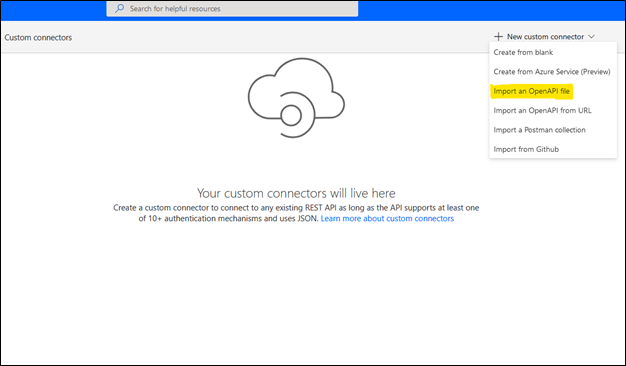 Search for helpful resources
Custom connectors
New custom connector
Create from blank
Create from Azure Service (Preview)
Import an OpenAPI file
Import an OpenAPI from URL
Import a Postman collection
Import from Github
Your custom connectors will live here
Create a custom connector to connect to any existing REST API as long as the API supports at least one
of 10+ authentication mechanisms and uses JSON. Learn more about custom connectors